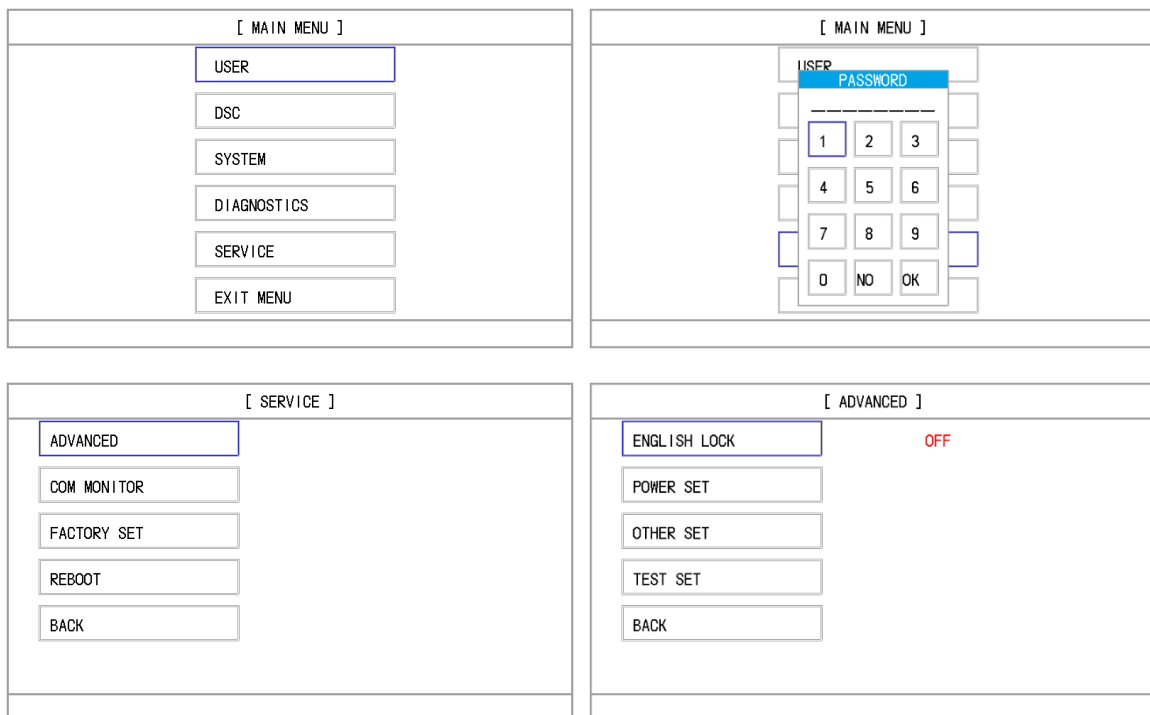 [ MAIN MENU ]
USER
DSC
SYSTEM
DIAGNOSTICS
SERVICE
EXIT MENU
[ MAIN MENU ]
USER
PASSWORD
________
1 2 3
4 5 6
7 8 9
0 NO OK
[ SERVICE ]
ADVANCED
COM MONITOR
FACTORY SET
REBOOT
BACK
[ ADVANCED ]
ENGLISH LOCK OFF
POWER SET
OTHER SET
TEST SET
BACK